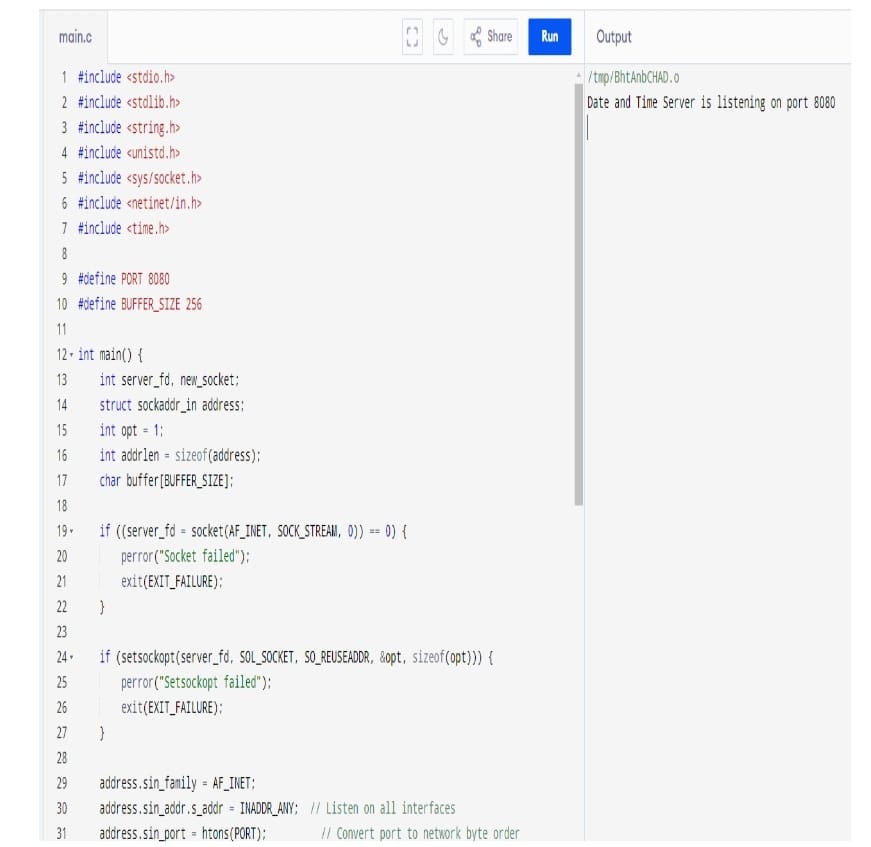 main.c Share Run Output
1 #include <stdio.h>
2 #include <stdlib.h>
3 #include <string.h>
4 #include <unistd.h>
5 #include <sys/socket.h>
6 #include <netinet/in.h>
7 #include <time.h>
8
9 #define PORT 8080
10 #define BUFFER_SIZE 256
11
12 int main() {
13 int server_fd, new_socket;
14 struct sockaddr_in address;
15 int opt = 1;
16 int addrlen = sizeof(address);
17 char buffer[BUFFER_SIZE];
18
19 if ((server_fd = socket(AF_INET, SOCK_STREAM, 0)) == 0) {
20 perror("Socket failed");
21 exit(EXIT_FAILURE);
22 }
23
24 if (setsockopt(server_fd, SOL_SOCKET, SO_REUSEADDR, &opt, sizeof(opt))) {
25 perror("Setsockopt failed");
26 exit(EXIT_FAILURE);
27 }
28
29 address.sin_family = AF_INET;
30 address.sin_addr.s_addr = INADDR_ANY; // Listen on all interfaces
31 address.sin_port = htons(PORT); // Convert port to network byte order
/tmp/BhtAnbCHAD.o
Date and Time Server is listening on port 8080